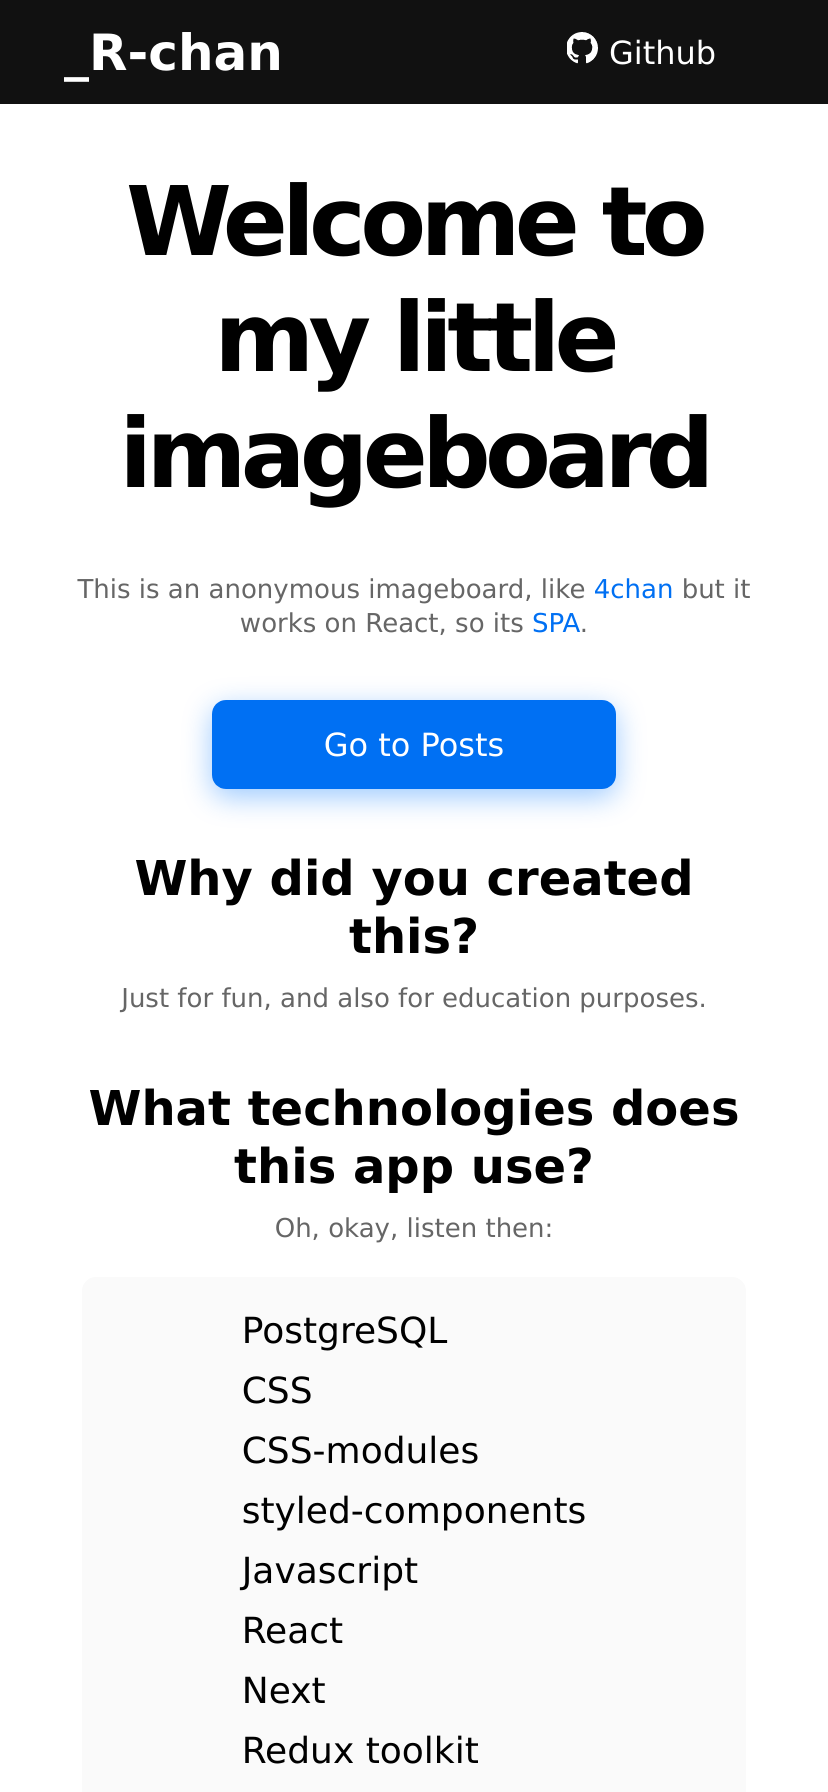 _R-chan
Github
Welcome to
my little
imageboard
This is an anonymous imageboard, like 4chan but it
works on React, so its SPA.
Go to Posts
Why did you created
this?
Just for fun, and also for education purposes.
What technologies does
this app use?
Oh, okay, listen then:
PostgreSQL
CSS
CSS-modules
styled-components
Javascript
React
Next
Redux toolkit